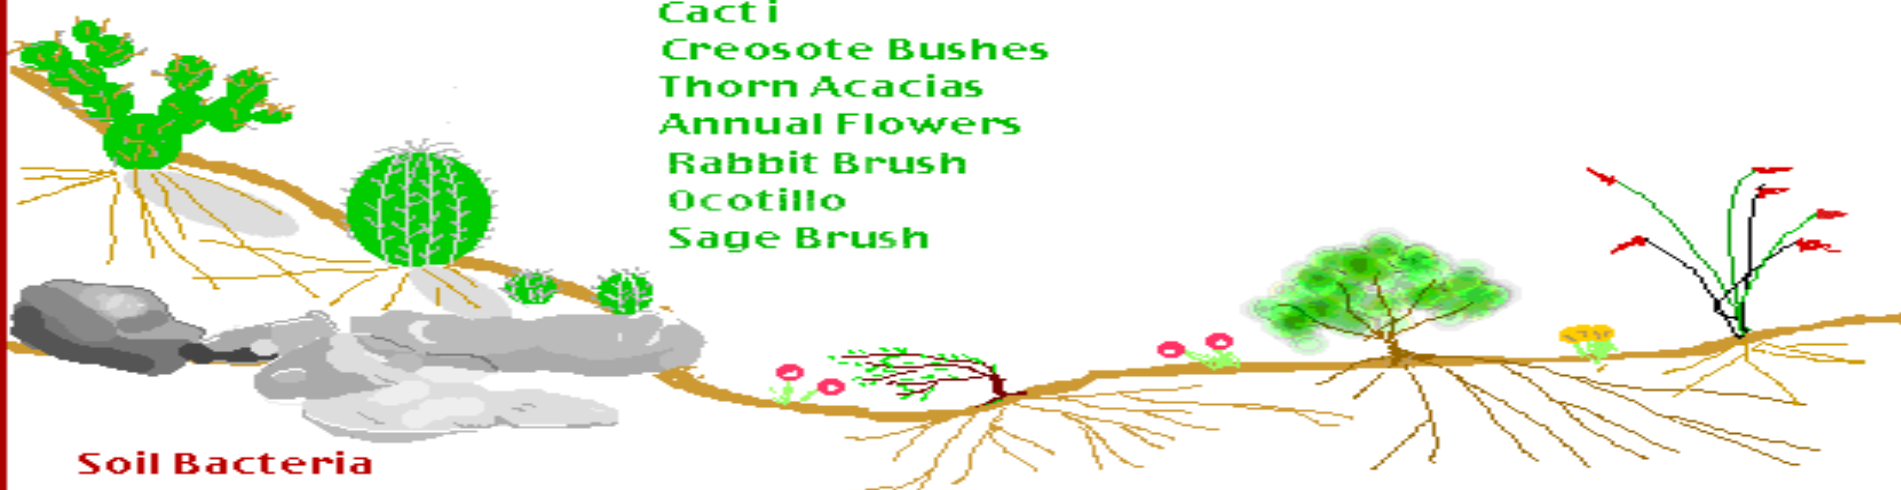 Cacti
Creosote Bushes
Thorn Acacias
Annual Flowers
Rabbit Brush
Ocotillo
Sage Brush
Soil Bacteria